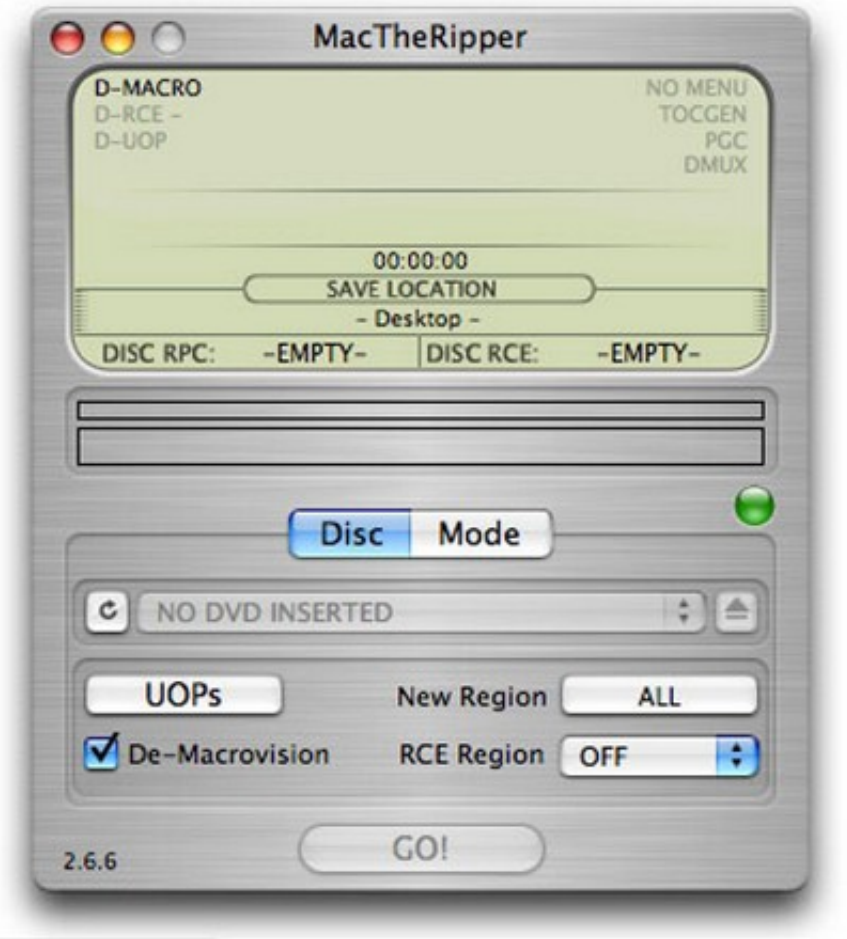 MacTheRipper
D-MACRO NO MENU
D-RCE - TOCGEN
D-UOP PGC
DMUX
00:00:00
SAVE LOCATION
- Desktop -
DISC RPC: -EMPTY- DISC RCE: -EMPTY-
Disc Mode
NO DVD INSERTED
UOPs New Region ALL
De-Macrovision RCE Region OFF
2.6.6 GO!